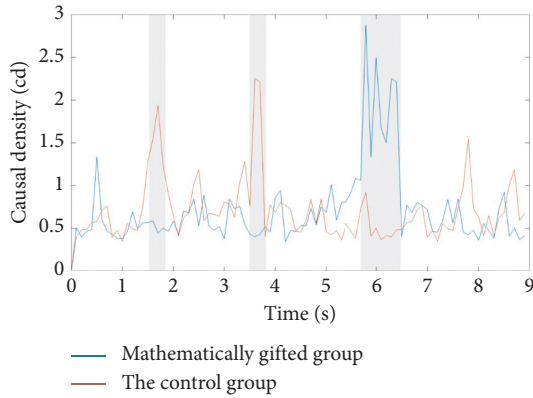 3
2.5
2
1.5
1
0.5
0
Causal density (cd)
0 1 2 3 4 5 6 7 8 9
Time (s)
Mathematically gifted group
The control group